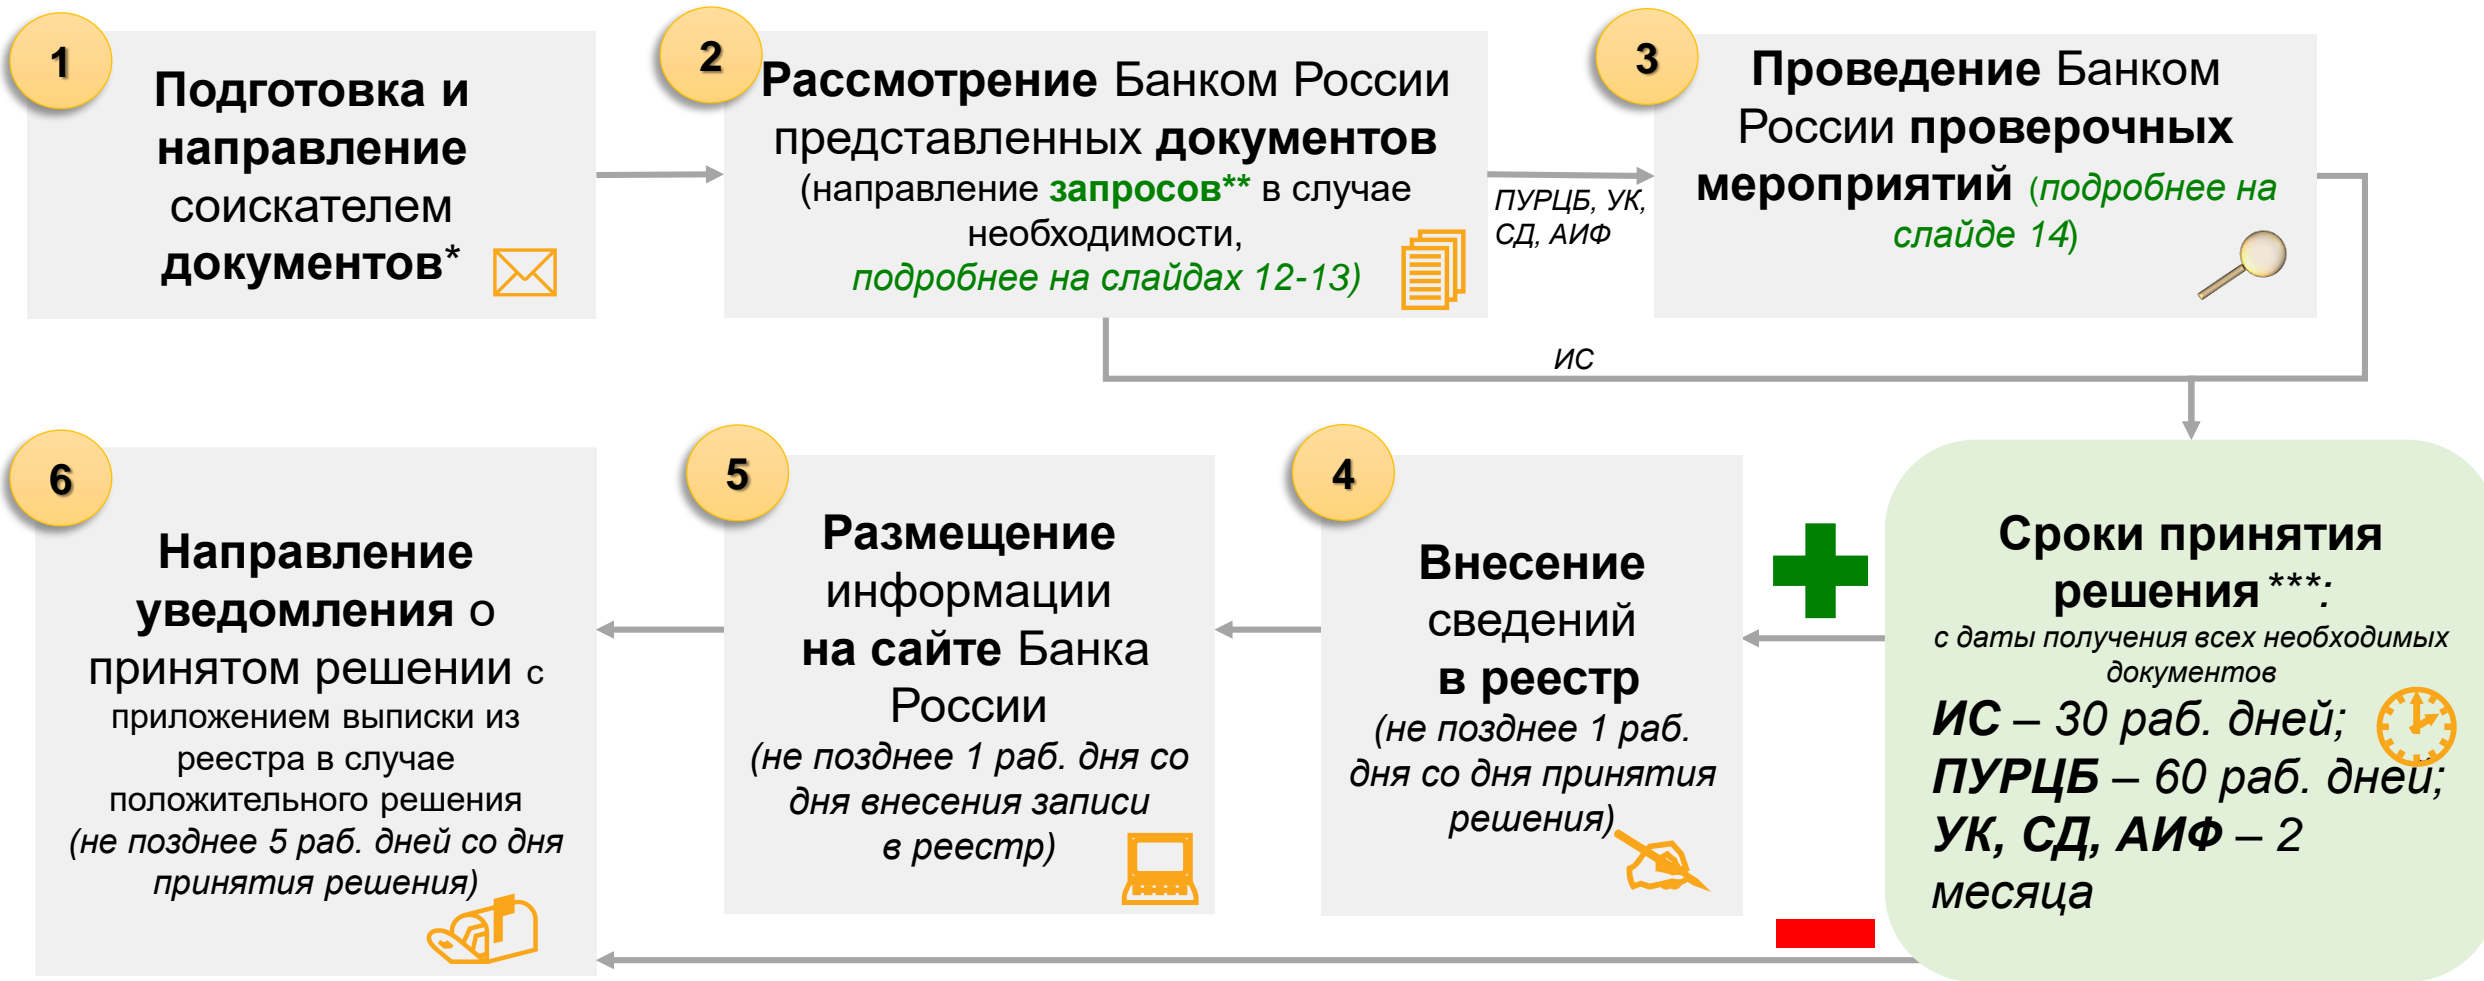 1
Подготовка и
направление
соискателем
документов*
2
Рассмотрение Банком России
представленных документов
(направление запросов** в случае
необходимости,
подробнее на слайдах 12-13)
ПУРЦБ, УК,
СД, АИФ
3
Проведение Банком
России проверочных
мероприятий (подробнее на
слайде 14)
ИС
6
Направление
уведомления о
принятом решении с
приложением выписки из
реестра в случае
положительного решения
(не позднее 5 раб. дней со дня
принятия решения)
5
Размещение
информации
на сайте Банка
России
(не позднее 1 раб. дня со
дня внесения записи
в реестр)
4
Внесение
сведений
в реестр
(не позднее 1 раб.
дня со дня принятия
решения)
Сроки принятия
решения ***:
с даты получения всех необходимых
документов
ИС – 30 раб. дней;
ПУРЦБ – 60 раб. дней;
УК, СД, АИФ – 2
месяца